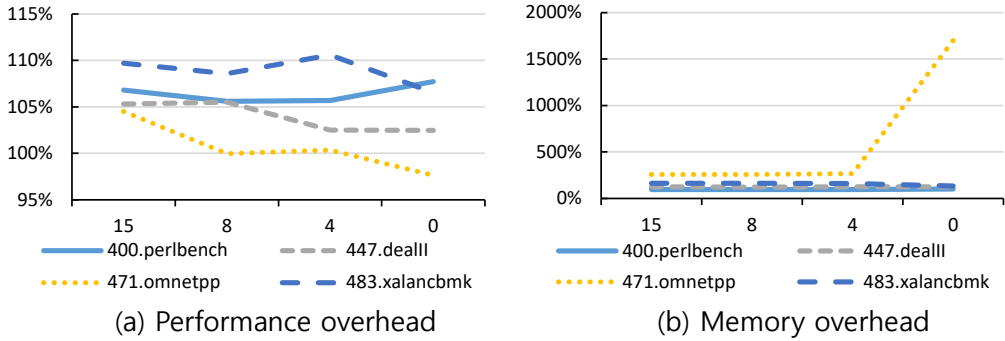 115%
110%
105%
100%
95%
15 8 4 0
400.perlbench 447.dealII
471.omnetpp 483.xalancbmk
(a) Performance overhead
2000%
1500%
1000%
500%
0%
15 8 4 0
400.perlbench 447.dealII
471.omnetpp 483.xalancbmk
(b) Memory overhead